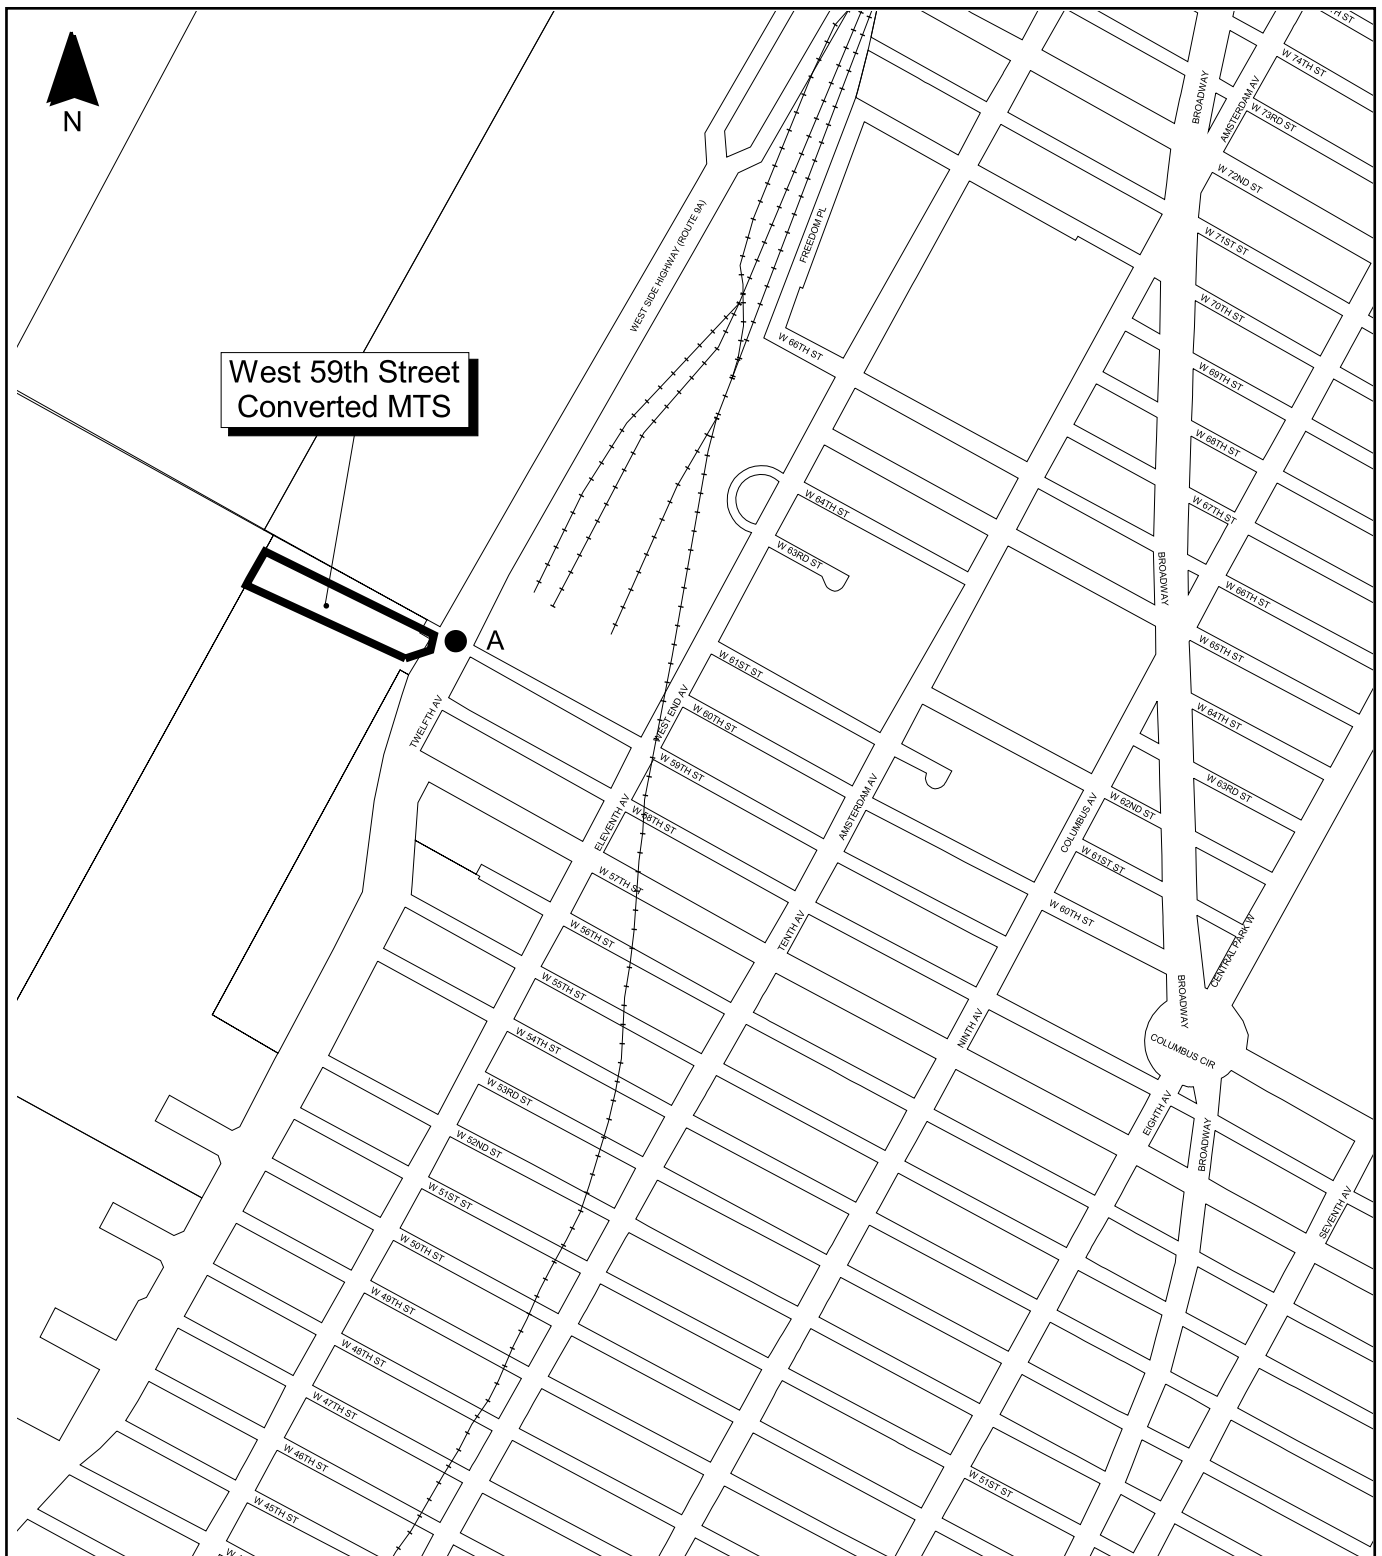 TH ST
W 74TH ST
BROADWAY
AMSTERDAM AV
W 73RD ST
N
W 72ND ST
WEST SIDE HIGHWAY (ROUTE 9A)
FREEDOM PL
W 71ST ST
W 70TH ST
W 66TH ST
West 59th Street
Converted MTS
W 69TH ST
W 68TH ST
W 64TH ST
W 67TH ST
W 63RD ST
BROADWAY
W 66TH ST
A
W 65TH ST
W 61ST ST
TWELFTH AV
WEST END AV
W 60TH ST
W 64TH ST
W 59TH ST
W 63RD ST
ELEVENTH AV
W 58TH ST
AMSTERDAM AV
COLUMBUS AV
W 62ND ST
W 61ST ST
W 57TH ST
W 60TH ST
TENTH AV
W 56TH ST
CENTRAL PARK W
W 55TH ST
BROADWAY
NINTH AV
W 54TH ST
COLUMBUS CIR
W 53RD ST
EIGHTH AV
W 52ND ST
BROADWAY
W 51ST ST
SEVENTH AV
W 50TH ST
W 49TH ST
W 48TH ST
W 47TH ST
W 46TH ST
W 51ST ST
W 45TH ST